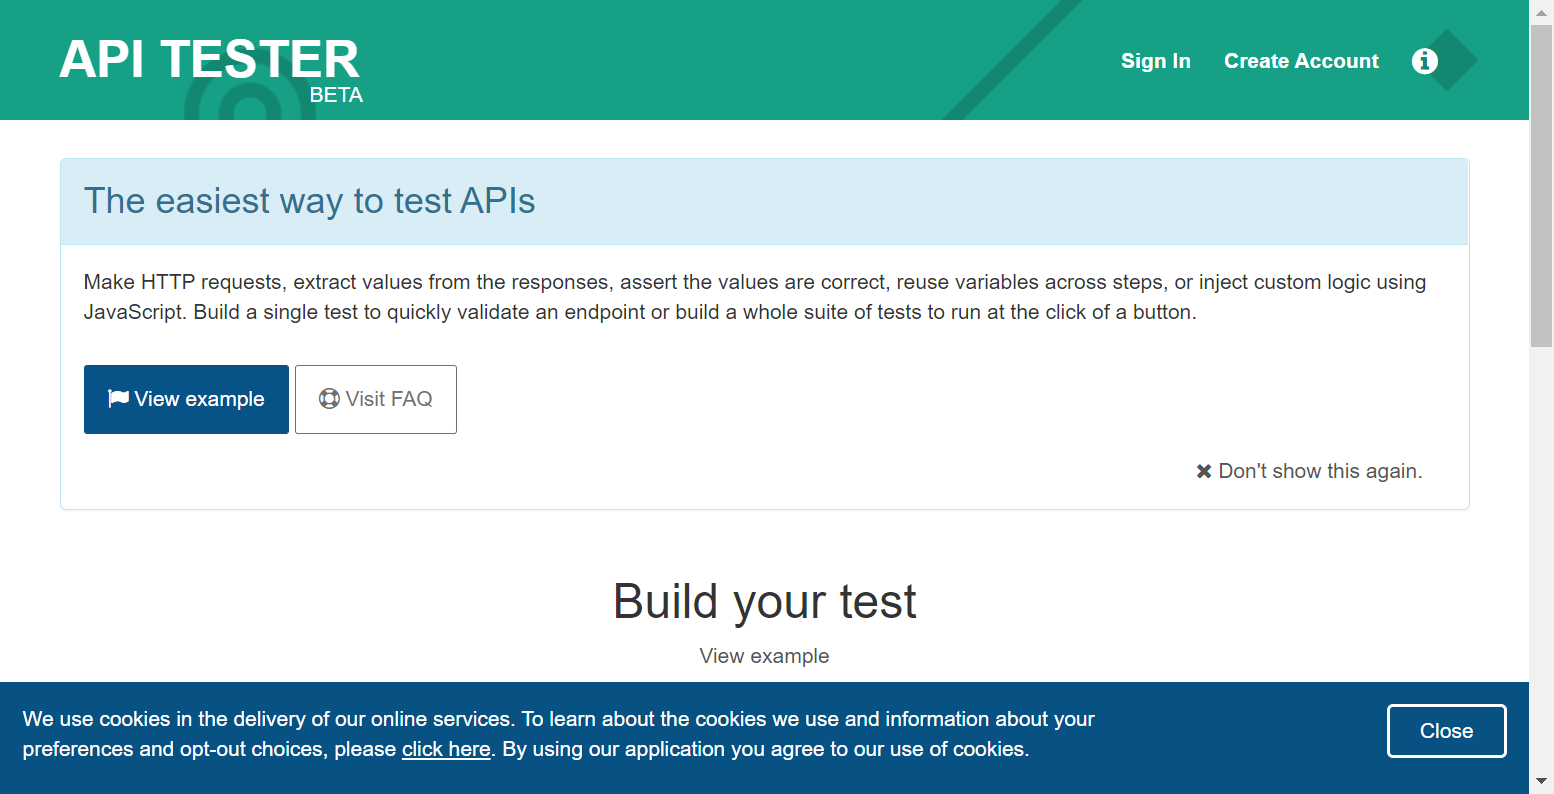 API TESTER
BETA
Sign In
Create Account
The easiest way to test APIs
Make HTTP requests, extract values from the responses, assert the values are correct, reuse variables across steps, or inject custom logic using
JavaScript. Build a single test to quickly validate an endpoint or build a whole suite of tests to run at the click of a button.
View example
Visit FAQ
Don't show this again.
Build your test
View example
We use cookies in the delivery of our online services. To learn about the cookies we use and information about your
preferences and opt-out choices, please click here. By using our application you agree to our use of cookies.
Close